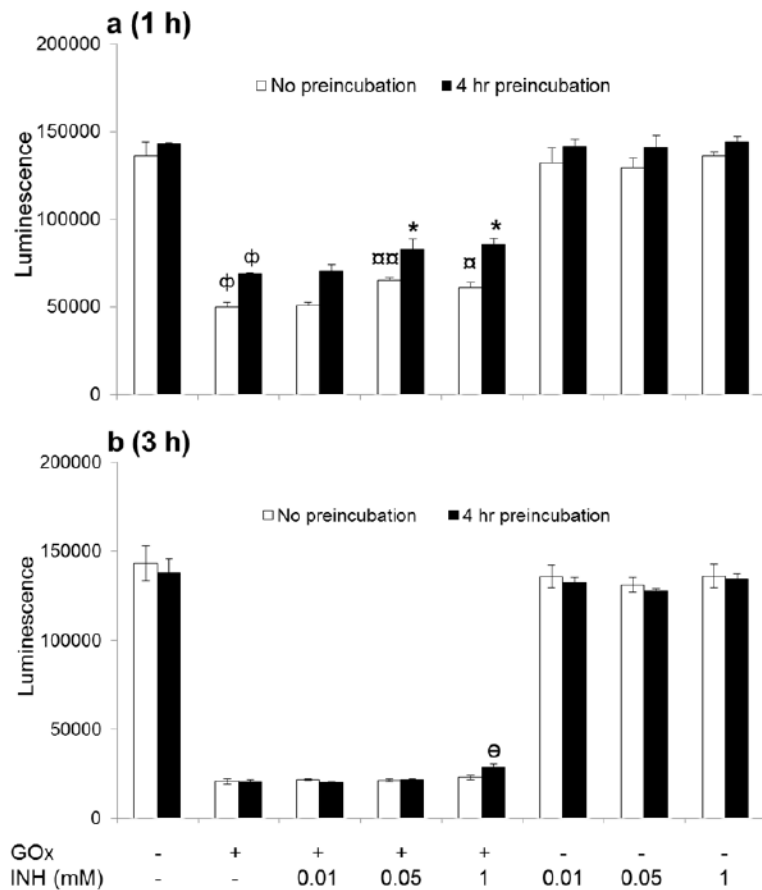 a (1 h)
200000
No preincubation 4 hr preincubation
150000
Luminescence
100000
* *
¤¤ ¤
ф ф
50000
0
b (3 h)
200000
No preincubation 4 hr preincubation
150000
Luminescence
100000
50000
ɵ
0
GOx - + + + + - - -
INH (mM) - - 0.01 0.05 1 0.01 0.05 1